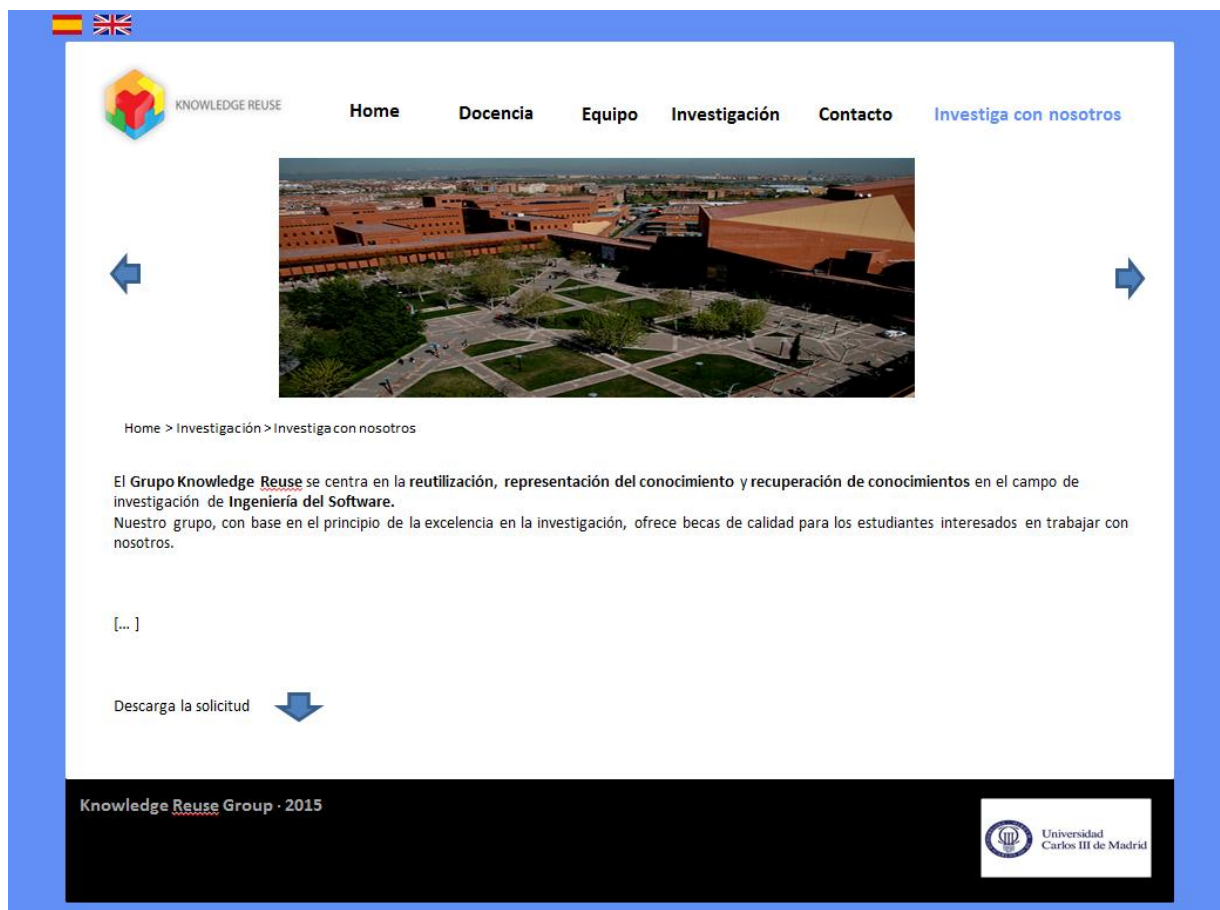 KNOWLEDGE REUSE
Home Docencia Equipo Investigación Contacto Investiga con nosotros
Home > Investigación > Investiga con nosotros
El Grupo Knowledge Reuse se centra en la reutilización, representación del conocimiento y recuperación de conocimientos en el campo de
investigación de Ingeniería del Software.
Nuestro grupo, con base en el principio de la excelencia en la investigación, ofrece becas de calidad para los estudiantes interesados en trabajar con
nosotros.
[... ]
Descarga la solicitud
Knowledge Reuse Group · 2015
Universidad
Carlos III de Madrid